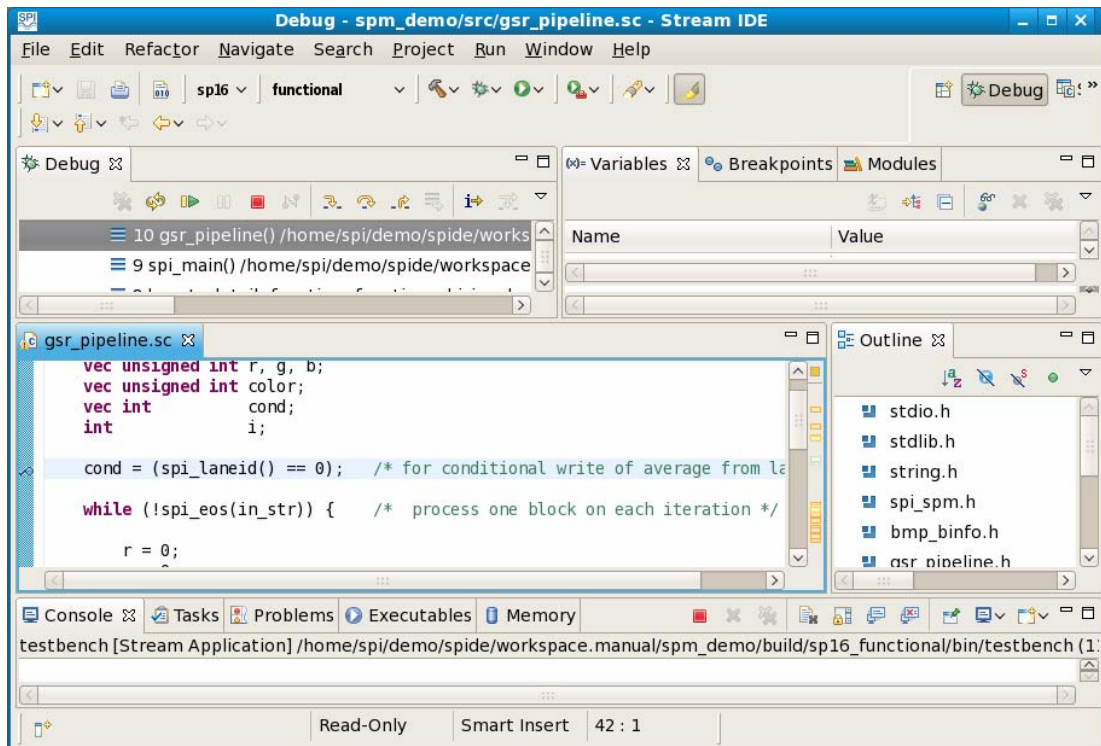 SPI Debug - spm_demo/src/gsr_pipeline.sc - Stream IDE
File Edit Refactor Navigate Search Project Run Window Help
010 sp16 functional Debug
Debug
(x)= Variables Breakpoints Modules
10 gsr_pipeline() /home/spi/demo/spide/works
9 spi_main() /home/spi/demo/spide/workspace
Name Value
gsr_pipeline.sc
vec unsigned int r, g, b;
vec unsigned int color;
vec int cond;
int i;
cond = (spi_laneid() == 0); /* for conditional write of average from la
while (!spi_eos(in_str)) { /* process one block on each iteration */
r = 0;
Outline
stdio.h
stdlib.h
string.h
spi_spm.h
bmp_binfo.h
gsr_pipeline.h
Console Tasks Problems Executables Memory
testbench [Stream Application] /home/spi/demo/spide/workspace.manual/spm_demo/build/sp16_functional/bin/testbench (1
Read-Only Smart Insert 42 : 1